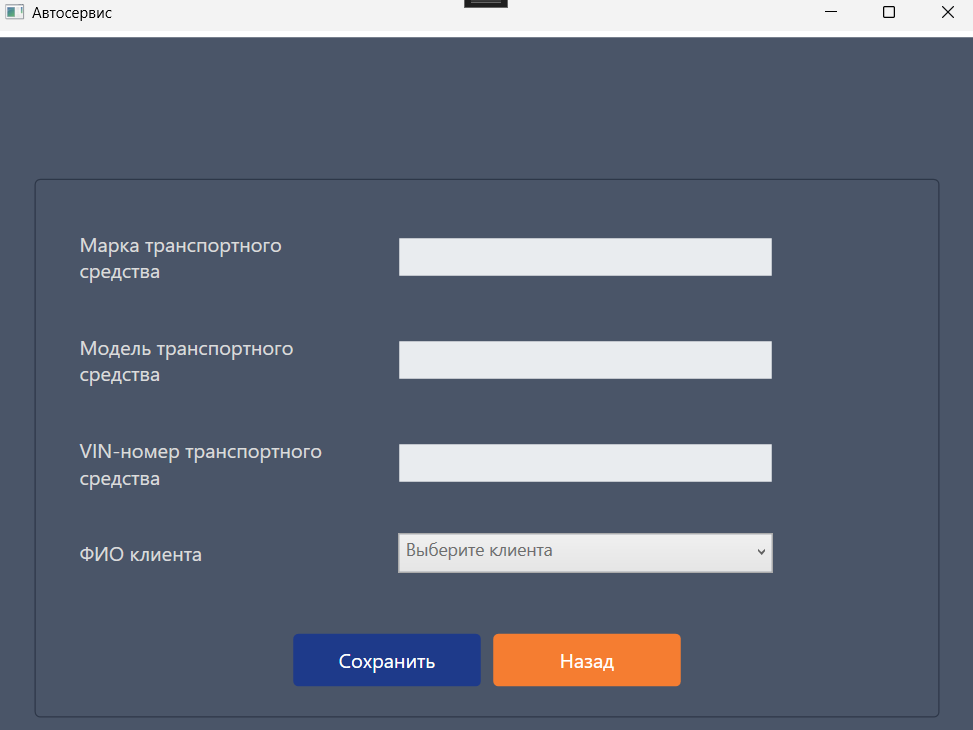 Автосервис
Марка транспортного
средства
Модель транспортного
средства
VIN-номер транспортного
средства
ФИО клиента
Выберите клиента
Сохранить
Назад